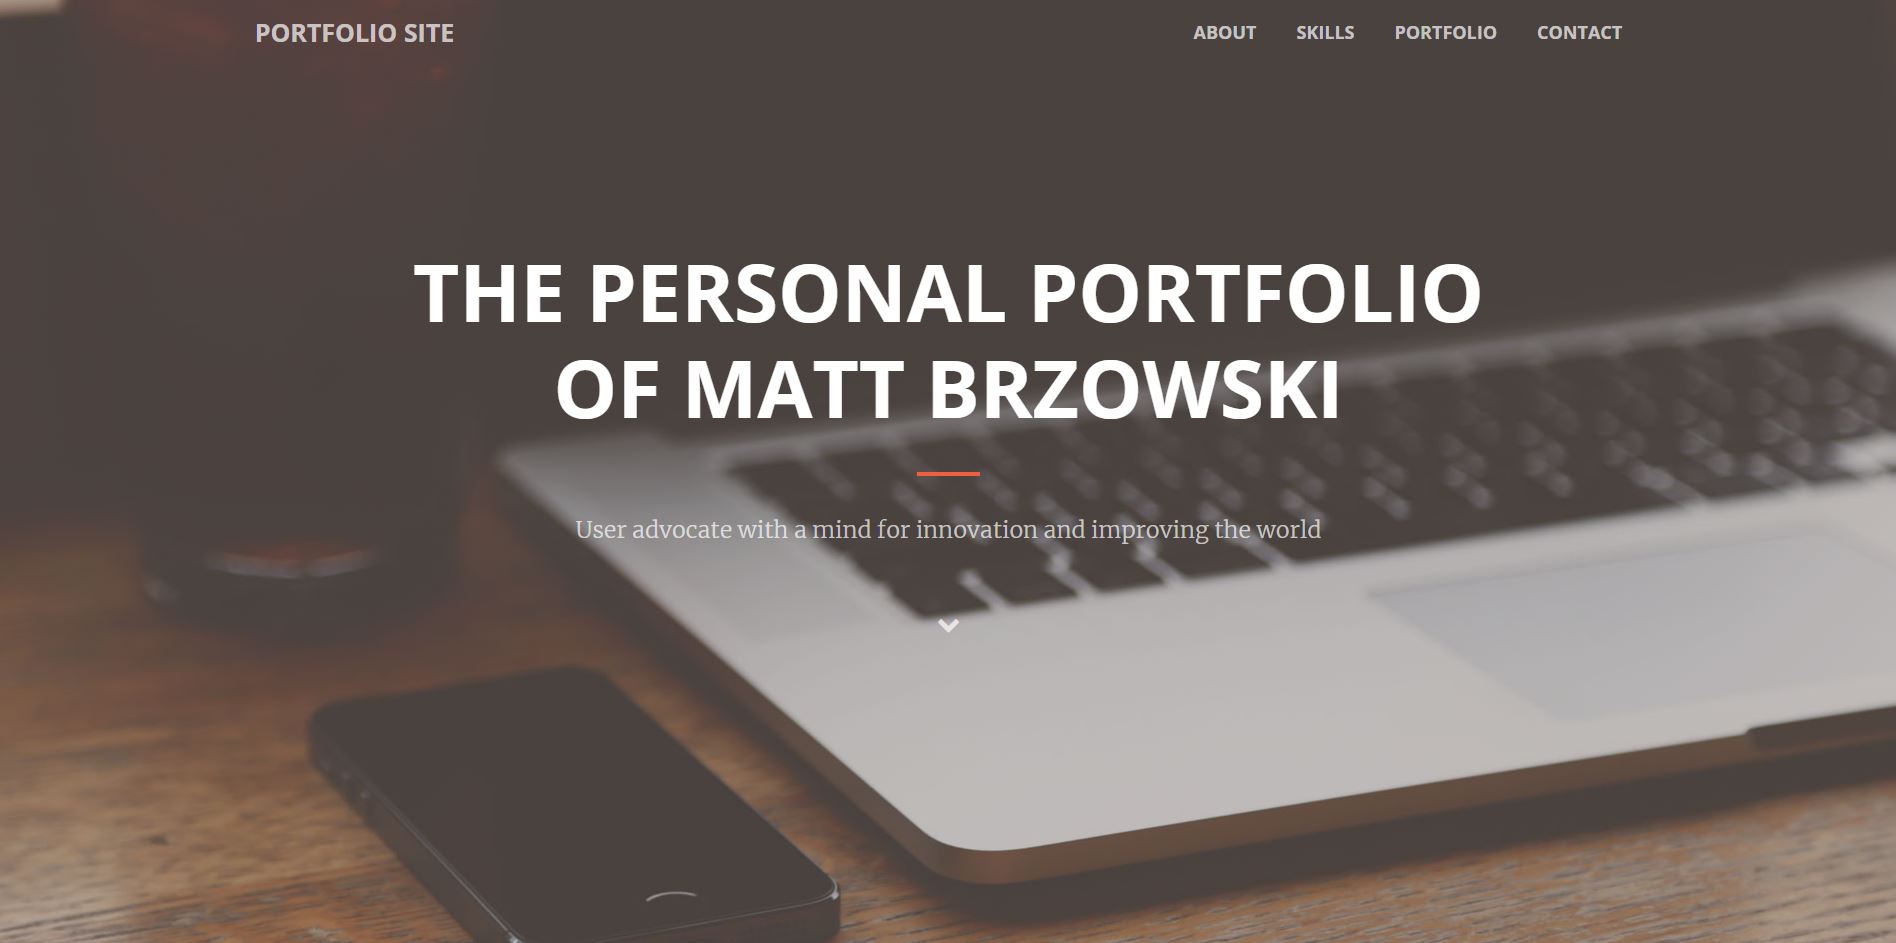 PORTFOLIO SITE
ABOUT SKILLS PORTFOLIO CONTACT
THE PERSONAL PORTFOLIO
OF MATT BRZOWSKI
User advocate with a mind for innovation and improving the world